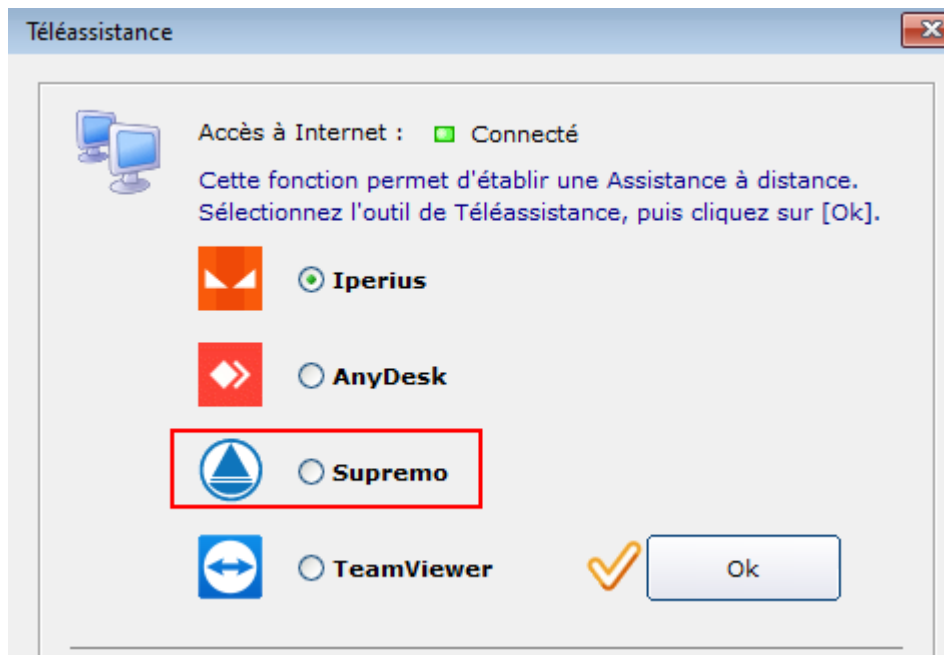 Téléassistance
Accès à Internet : Connecté
Cette fonction permet d'établir une Assistance à distance.
Sélectionnez l'outil de Téléassistance, puis cliquez sur [Ok].
Iperius
AnyDesk
Supremo
TeamViewer
Ok